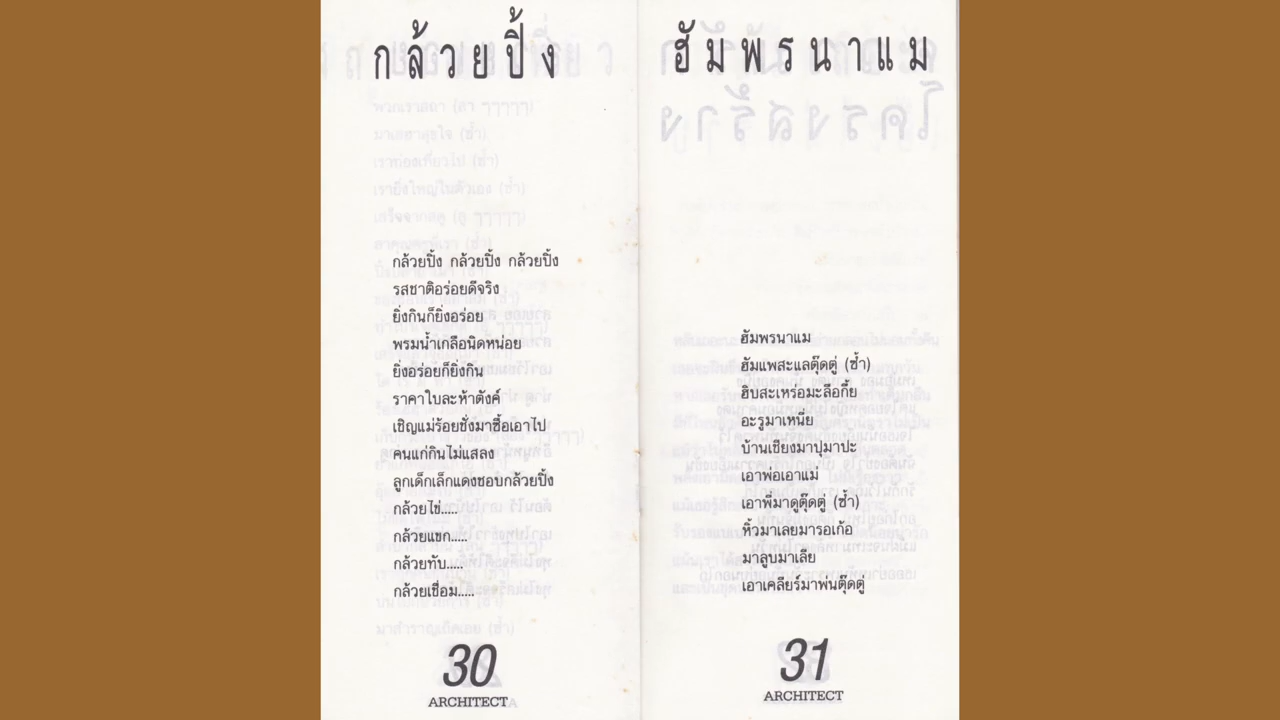 กล้วยปิ้ง
กล้วยปิ้ง กล้วยปิ้ง กล้วยปิ้ง
รสชาติอร่อยดีจริง
ยิ่งกินก็ยิ่งอร่อย
พรมน้ำเกลือนิดหน่อย
ยิ่งอร่อยก็ยิ่งกิน
ราคาใบละห้าตังค์
เชิญแม่ร้อยชั่งมาซื้อเอาไป
คนแก่กินไม่แสลง
ลูกเด็กเล็กแดงชอบกล้วยปิ้ง
กล้วยไข่.....
กล้วยแขก.....
กล้วยทับ.....
กล้วยเชื่อม.....
30
ARCHITECT
ฮัมพรนาแม
ฮัมพรนาแม
ฮัมแพสะแลตุ๊ดตู่ (ซ้ำ)
ฮิบสะเหร่อมะลือกี้ย
อะรูมาเหนี่ย
บ้านเชียงมาปุมาปะ
เอาพ่อเอาแม่
เอาพี่มาดูตุ๊ดตู่ (ซ้ำ)
หิ้วมาเลยมารอเก้อ
มาลูบมาเลีย
เอาเคลียร์มาพ่นตุ๊ดตู่
31
ARCHITECT